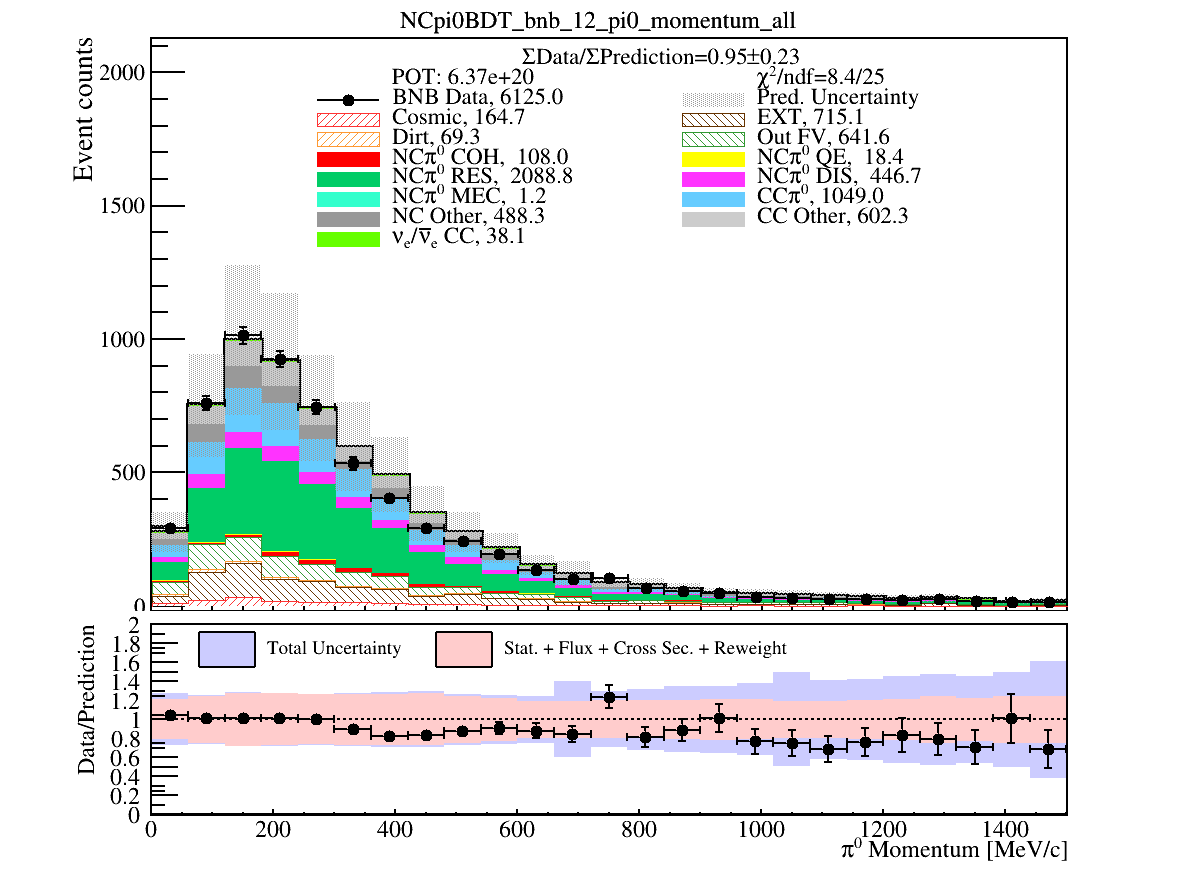 NCpi0BDT_bnb_12_pi0_momentum_all
ΣData/ΣPrediction=0.95±0.23
POT: 6.37e+20 χ²/ndf=8.4/25
BNB Data, 6125.0 Pred. Uncertainty
Cosmic, 164.7 EXT, 715.1
Dirt, 69.3 Out FV, 641.6
NCπ⁰ COH, 108.0 NCπ⁰ QE, 18.4
NCπ⁰ RES, 2088.8 NCπ⁰ DIS, 446.7
NCπ⁰ MEC, 1.2 CCπ⁰, 1049.0
NC Other, 488.3 CC Other, 602.3
νₑ/ν̅ₑ CC, 38.1
Event counts
2000
1500
1000
500
0
Total Uncertainty Stat. + Flux + Cross Sec. + Reweight
Data/Prediction
2
1.8
1.6
1.4
1.2
1
0.8
0.6
0.4
0.2
0
0 200 400 600 800 1000 1200 1400
π⁰ Momentum [MeV/c]